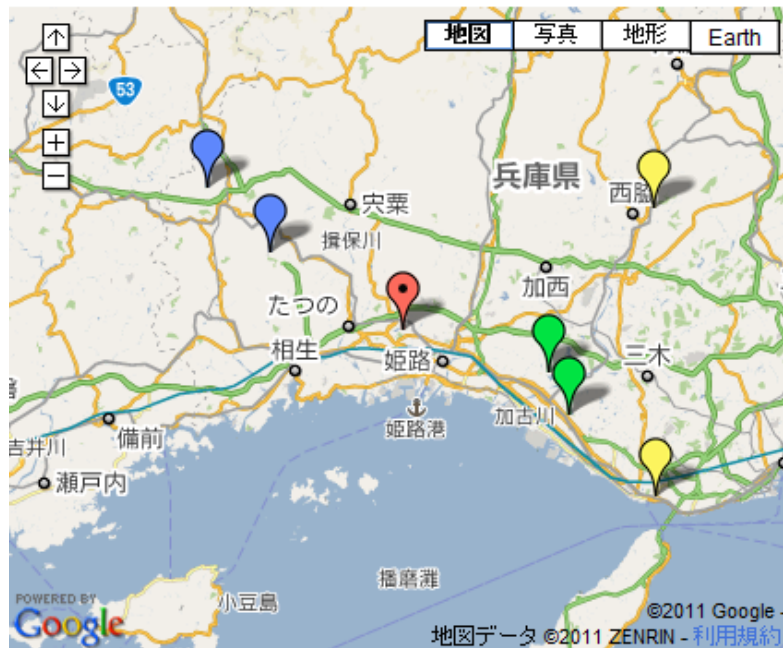 地図
写真
地形
Earth
53
兵庫県
宍粟
西脇
揖保川
加西
たつの
相生
姫路
三木
加古川
姫路港
備前
吉井川
瀬戸内
播磨灘
小豆島
POWERED BY
Google
©2011 Google -
地図データ ©2011 ZENRIN - 利用規約